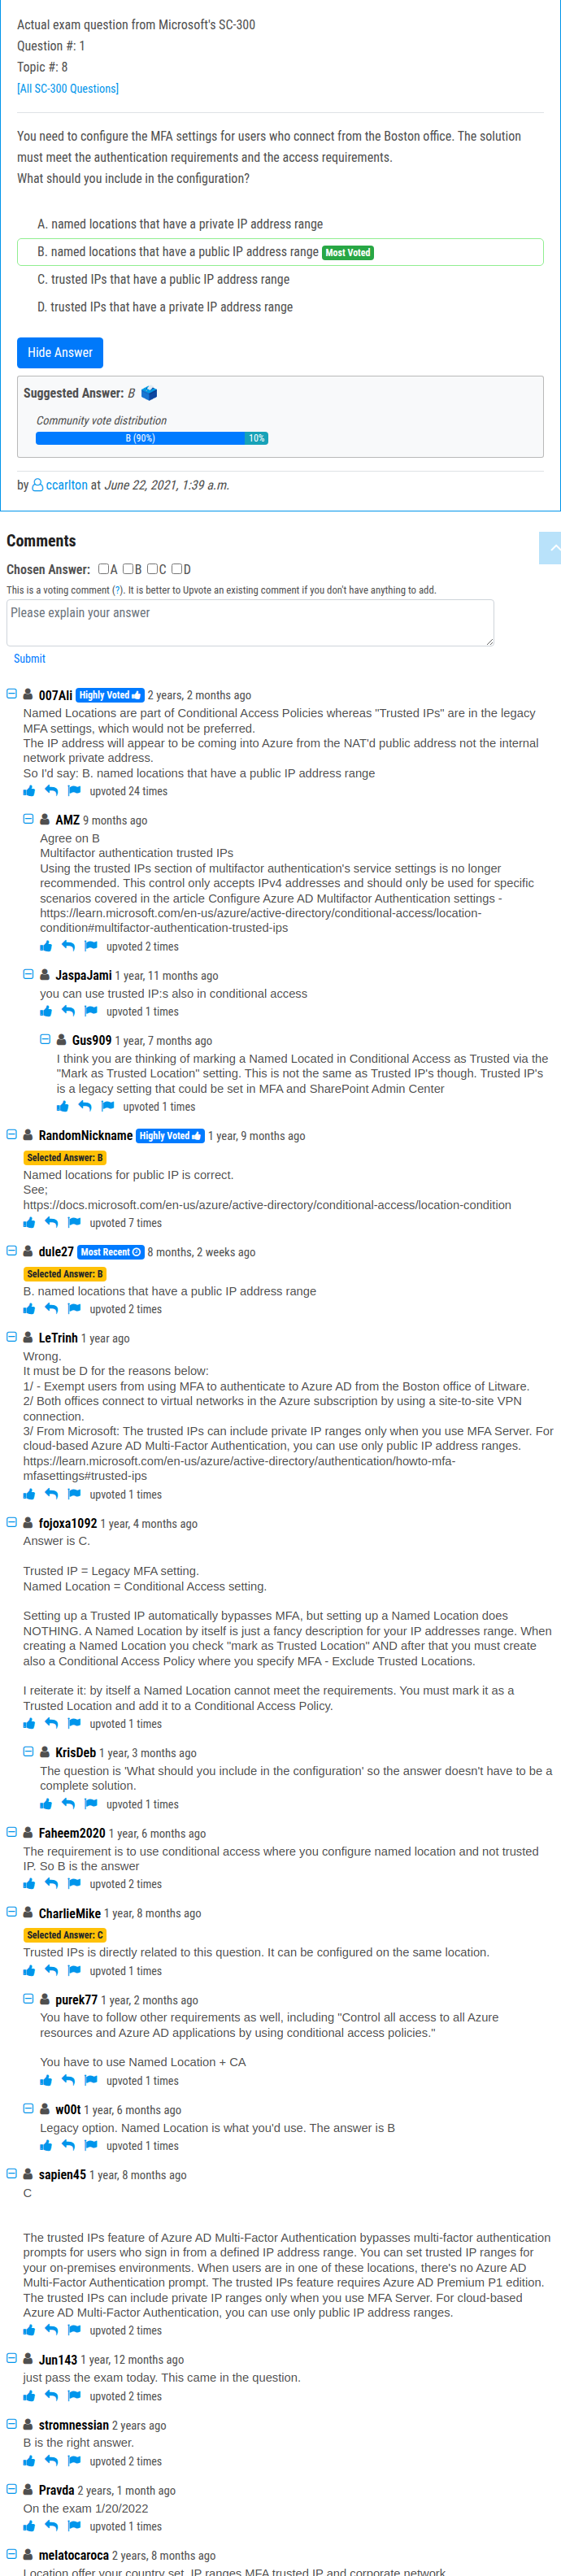 Actual exam question from Microsoft's SC-300
Question #: 1
Topic #: 8
[All SC-300 Questions]
You need to configure the MFA settings for users who connect from the Boston office. The solution
must meet the authentication requirements and the access requirements.
What should you include in the configuration?
A. named locations that have a private IP address range
B. named locations that have a public IP address range Most Voted
C. trusted IPs that have a public IP address range
D. trusted IPs that have a private IP address range
Hide Answer
Suggested Answer: B
Community vote distribution
B (90%) 10%
by ccarlton at June 22, 2021, 1:39 a.m.
Comments
Chosen Answer: A B C D
This is a voting comment (?). It is better to Upvote an existing comment if you don't have anything to add.
Please explain your answer
Submit
007Ali Highly Voted 2 years, 2 months ago
Named Locations are part of Conditional Access Policies whereas "Trusted IPs" are in the legacy
MFA settings, which would not be preferred.
The IP address will appear to be coming into Azure from the NAT'd public address not the internal
network private address.
So I'd say: B. named locations that have a public IP address range
upvoted 24 times
AMZ 9 months ago
Agree on B
Multifactor authentication trusted IPs
Using the trusted IPs section of multifactor authentication's service settings is no longer
recommended. This control only accepts IPv4 addresses and should only be used for specific
scenarios covered in the article Configure Azure AD Multifactor Authentication settings -
https://learn.microsoft.com/en-us/azure/active-directory/conditional-access/location-
condition#multifactor-authentication-trusted-ips
upvoted 2 times
JaspaJami 1 year, 11 months ago
you can use trusted IP:s also in conditional access
upvoted 1 times
Gus909 1 year, 7 months ago
I think you are thinking of marking a Named Located in Conditional Access as Trusted via the
"Mark as Trusted Location" setting. This is not the same as Trusted IP's though. Trusted IP's
is a legacy setting that could be set in MFA and SharePoint Admin Center
upvoted 1 times
RandomNickname Highly Voted 1 year, 9 months ago
Selected Answer: B
Named locations for public IP is correct.
See;
https://docs.microsoft.com/en-us/azure/active-directory/conditional-access/location-condition
upvoted 7 times
dule27 Most Recent 8 months, 2 weeks ago
Selected Answer: B
B. named locations that have a public IP address range
upvoted 2 times
LeTrinh 1 year ago
Wrong.
It must be D for the reasons below:
1/ - Exempt users from using MFA to authenticate to Azure AD from the Boston office of Litware.
2/ Both offices connect to virtual networks in the Azure subscription by using a site-to-site VPN
connection.
3/ From Microsoft: The trusted IPs can include private IP ranges only when you use MFA Server. For
cloud-based Azure AD Multi-Factor Authentication, you can use only public IP address ranges.
https://learn.microsoft.com/en-us/azure/active-directory/authentication/howto-mfa-
mfasettings#trusted-ips
upvoted 1 times
fojoxa1092 1 year, 4 months ago
Answer is C.
Trusted IP = Legacy MFA setting.
Named Location = Conditional Access setting.
Setting up a Trusted IP automatically bypasses MFA, but setting up a Named Location does
NOTHING. A Named Location by itself is just a fancy description for your IP addresses range. When
creating a Named Location you check "mark as Trusted Location" AND after that you must create
also a Conditional Access Policy where you specify MFA - Exclude Trusted Locations.
I reiterate it: by itself a Named Location cannot meet the requirements. You must mark it as a
Trusted Location and add it to a Conditional Access Policy.
upvoted 1 times
KrisDeb 1 year, 3 months ago
The question is 'What should you include in the configuration' so the answer doesn't have to be a
complete solution.
upvoted 1 times
Faheem2020 1 year, 6 months ago
The requirement is to use conditional access where you configure named location and not trusted
IP. So B is the answer
upvoted 2 times
CharlieMike 1 year, 8 months ago
Selected Answer: C
Trusted IPs is directly related to this question. It can be configured on the same location.
upvoted 1 times
purek77 1 year, 2 months ago
You have to follow other requirements as well, including "Control all access to all Azure
resources and Azure AD applications by using conditional access policies."
You have to use Named Location + CA
upvoted 1 times
w00t 1 year, 6 months ago
Legacy option. Named Location is what you'd use. The answer is B
upvoted 1 times
sapien45 1 year, 8 months ago
C
The trusted IPs feature of Azure AD Multi-Factor Authentication bypasses multi-factor authentication
prompts for users who sign in from a defined IP address range. You can set trusted IP ranges for
your on-premises environments. When users are in one of these locations, there's no Azure AD
Multi-Factor Authentication prompt. The trusted IPs feature requires Azure AD Premium P1 edition.
The trusted IPs can include private IP ranges only when you use MFA Server. For cloud-based
Azure AD Multi-Factor Authentication, you can use only public IP address ranges.
upvoted 2 times
Jun143 1 year, 12 months ago
just pass the exam today. This came in the question.
upvoted 2 times
stromnessian 2 years ago
B is the right answer.
upvoted 2 times
Pravda 2 years, 1 month ago
On the exam 1/20/2022
upvoted 1 times
melatocaroca 2 years, 8 months ago
Location offer your country set, IP ranges MFA trusted IP and corporate network